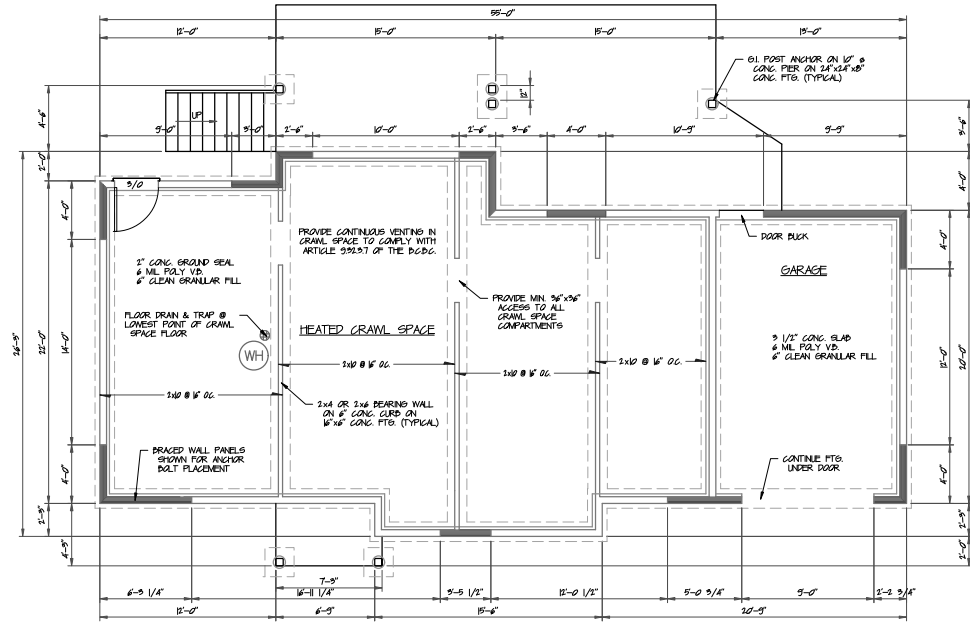 55'-0"
12'-0" 15'-0" 15'-0" 13'-0"
G.I. POST ANCHOR ON 10" ø
CONC. PIER ON 24"x24"x8"
CONC. FTG. (TYPICAL)
12"
4'-6"
UP
3'-6"
9'-0" 3'-0" 2'-6" 10'-0" 2'-6" 3'-6" 4'-0" 10'-9" 9'-9"
2'-0"
4'-0"
3/0
4'-0"
PROVIDE CONTINUOUS VENTING IN
CRAWL SPACE TO COMPLY WITH
ARTICLE 9.32.3.7 OF THE B.C.B.C.
DOOR BUCK
4'-0"
2" CONC. GROUND SEAL
6 MIL POLY V.B.
6" CLEAN GRANULAR FILL
GARAGE
PROVIDE MIN. 36"x36"
ACCESS TO ALL
CRAWL SPACE
COMPARTMENTS
FLOOR DRAIN & TRAP @
LOWEST POINT OF CRAWL
SPACE FLOOR
HEATED CRAWL SPACE
WH
3 1/2" CONC. SLAB
6 MIL POLY V.B.
6" CLEAN GRANULAR FILL
26'-3"
22'-0"
14'-0"
12'-0"
20'-0"
2x10 @ 16" O.C.
2x10 @ 16" O.C.
2x10 @ 16" O.C.
2x10 @ 16" O.C.
2x4 OR 2x6 BEARING WALL
ON 6" CONC. CURB ON
16"x6" CONC. FTG. (TYPICAL)
BRACED WALL PANELS
SHOWN FOR ANCHOR
BOLT PLACEMENT
CONTINUE FTG.
UNDER DOOR
4'-0"
4'-0"
2'-3"
2'-3"
4'-3"
2'-0"
7'-3"
6'-3 1/4" 16'-11 1/4" 3'-5 1/2" 12'-0 1/2" 5'-0 3/4" 9'-0" 2'-2 3/4"
12'-0" 6'-9" 15'-6" 20'-9"